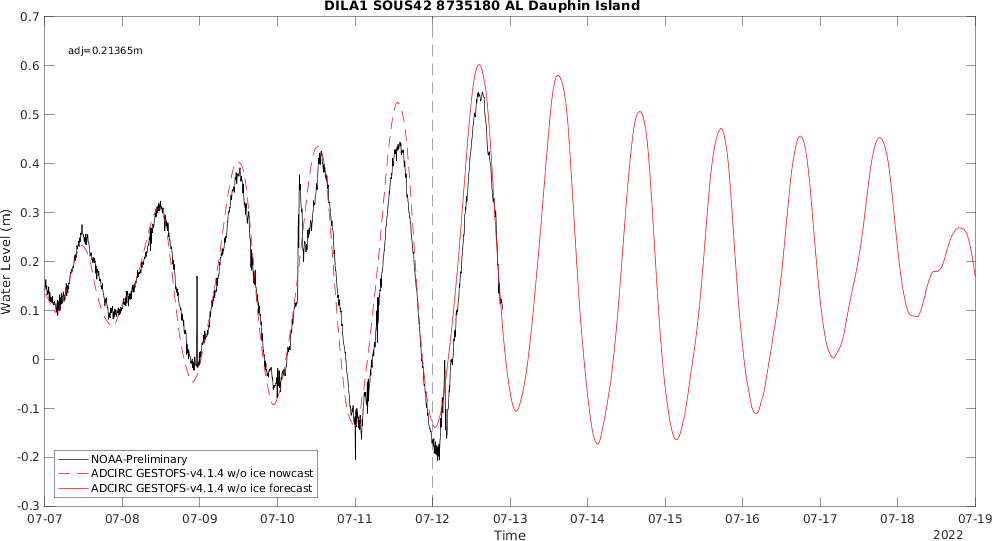 DILA1 SOUS42 8735180 AL Dauphin Island
0.7
0.6
0.5
0.4
0.3
0.2
0.1
0
-0.1
-0.2
-0.3
Water Level (m)
adj=0.21365m
NOAA-Preliminary
ADCIRC GESTOFS-v4.1.4 w/o ice nowcast
ADCIRC GESTOFS-v4.1.4 w/o ice forecast
07-07 07-08 07-09 07-10 07-11 07-12 07-13 07-14 07-15 07-16 07-17 07-18 07-19
Time
2022